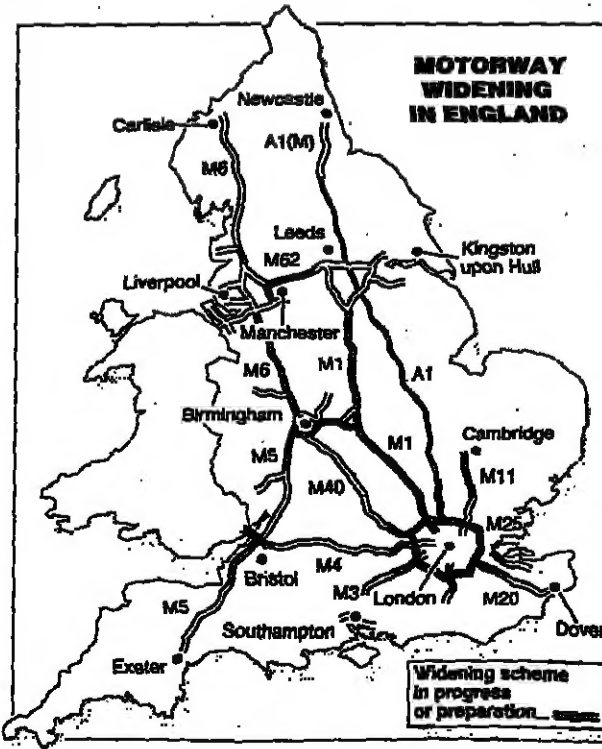 MOTORWAY
WIDENING
IN ENGLAND
Newcastle
Carlisle
A1(M)
M6
Leeds
Kingston
upon Hull
M62
Liverpool
Manchester
M6
M1
A1
Birmingham
M1
Cambridge
M5
M11
M40
M25
Bristol
M4
M3
London
M20
M5
Dover
Southampton
Exeter
Widening scheme
in progress
or preparation